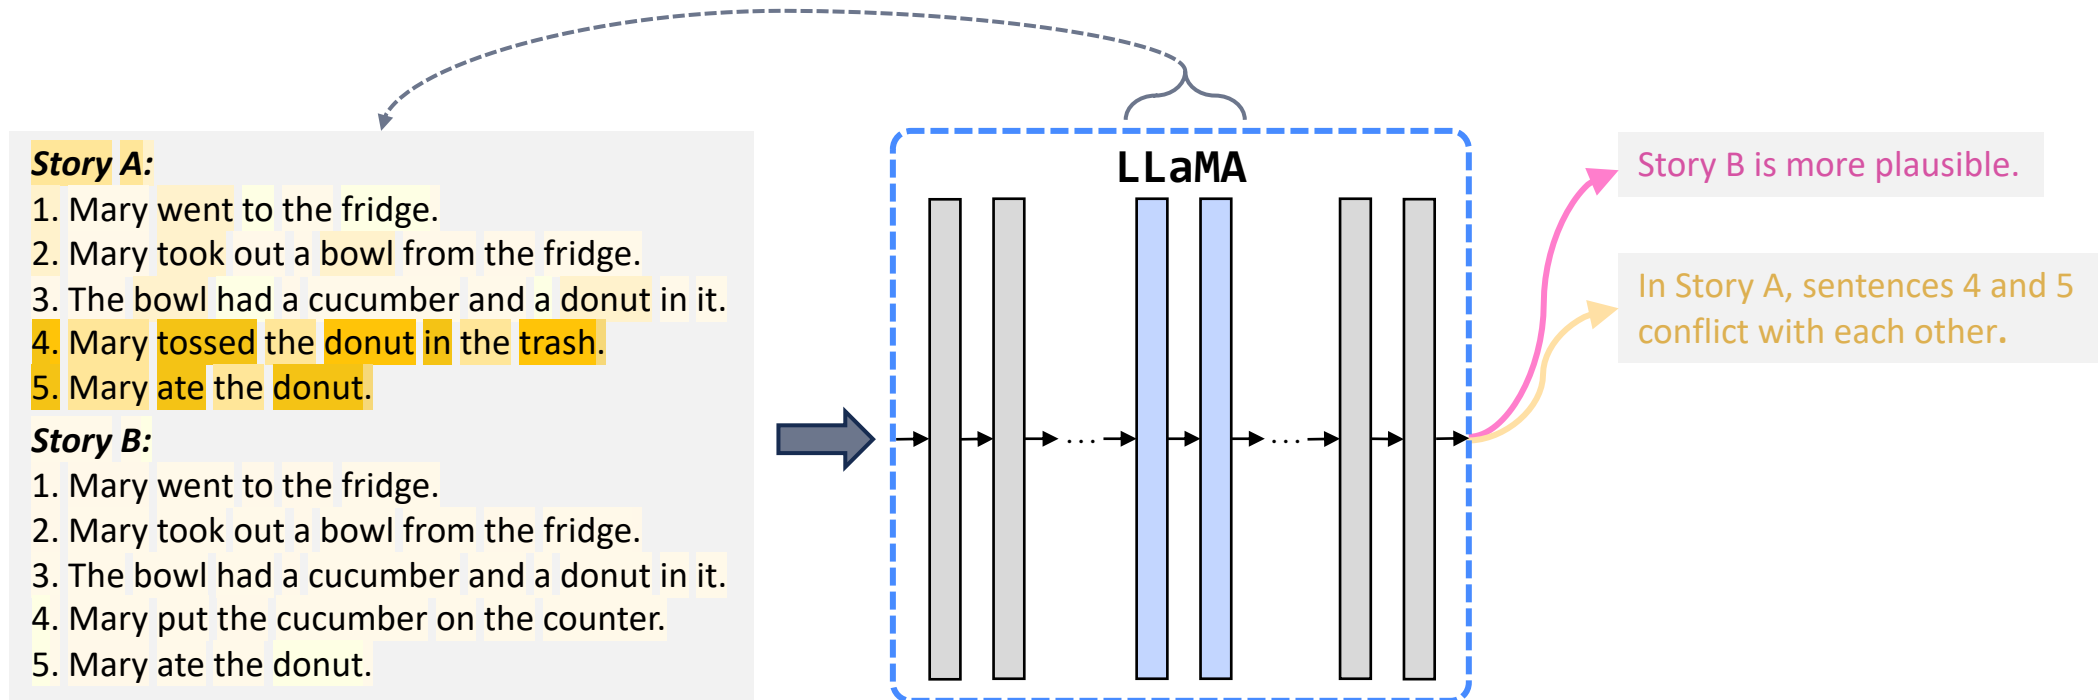 Story A:
1. Mary went to the fridge.
2. Mary took out a bowl from the fridge.
3. The bowl had a cucumber and a donut in it.
4. Mary tossed the donut in the trash.
5. Mary ate the donut.
Story B:
1. Mary went to the fridge.
2. Mary took out a bowl from the fridge.
3. The bowl had a cucumber and a donut in it.
4. Mary put the cucumber on the counter.
5. Mary ate the donut.
LLaMA
... ...
Story B is more plausible.
In Story A, sentences 4 and 5
conflict with each other.